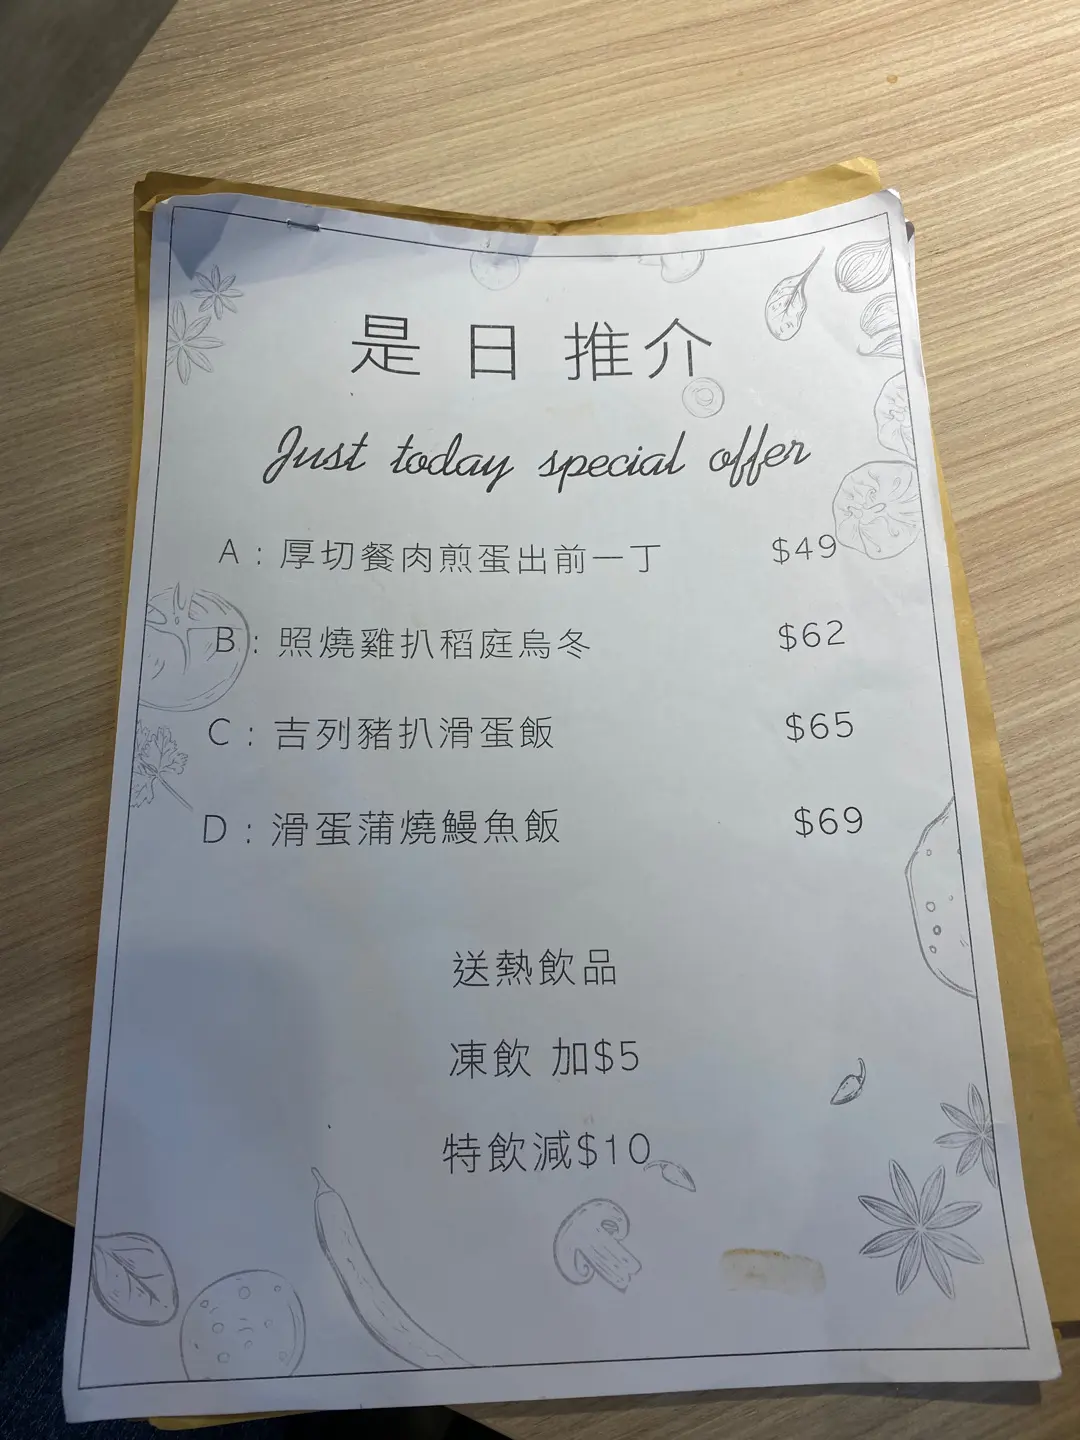 是日推介
Just today special offer
A：厚切餐肉煎蛋出前一丁 $49
B：照燒雞扒稻庭烏冬 $62
C：吉列豬扒滑蛋飯 $65
D：滑蛋蒲燒鰻魚飯 $69
送熱飲品
凍飲 加$5
特飲減$10